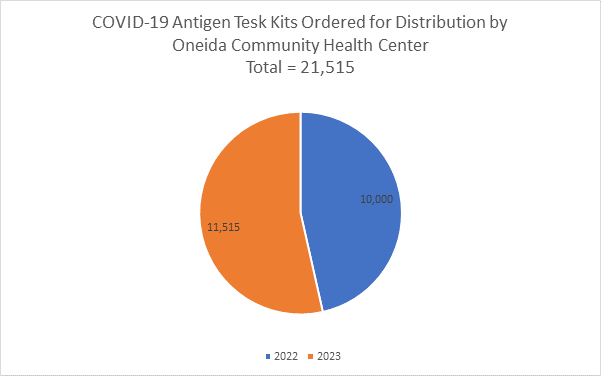 COVID-19 Antigen Tesk Kits Ordered for Distribution by
Oneida Community Health Center
Total = 21,515
10,000
11,515
2022 2023